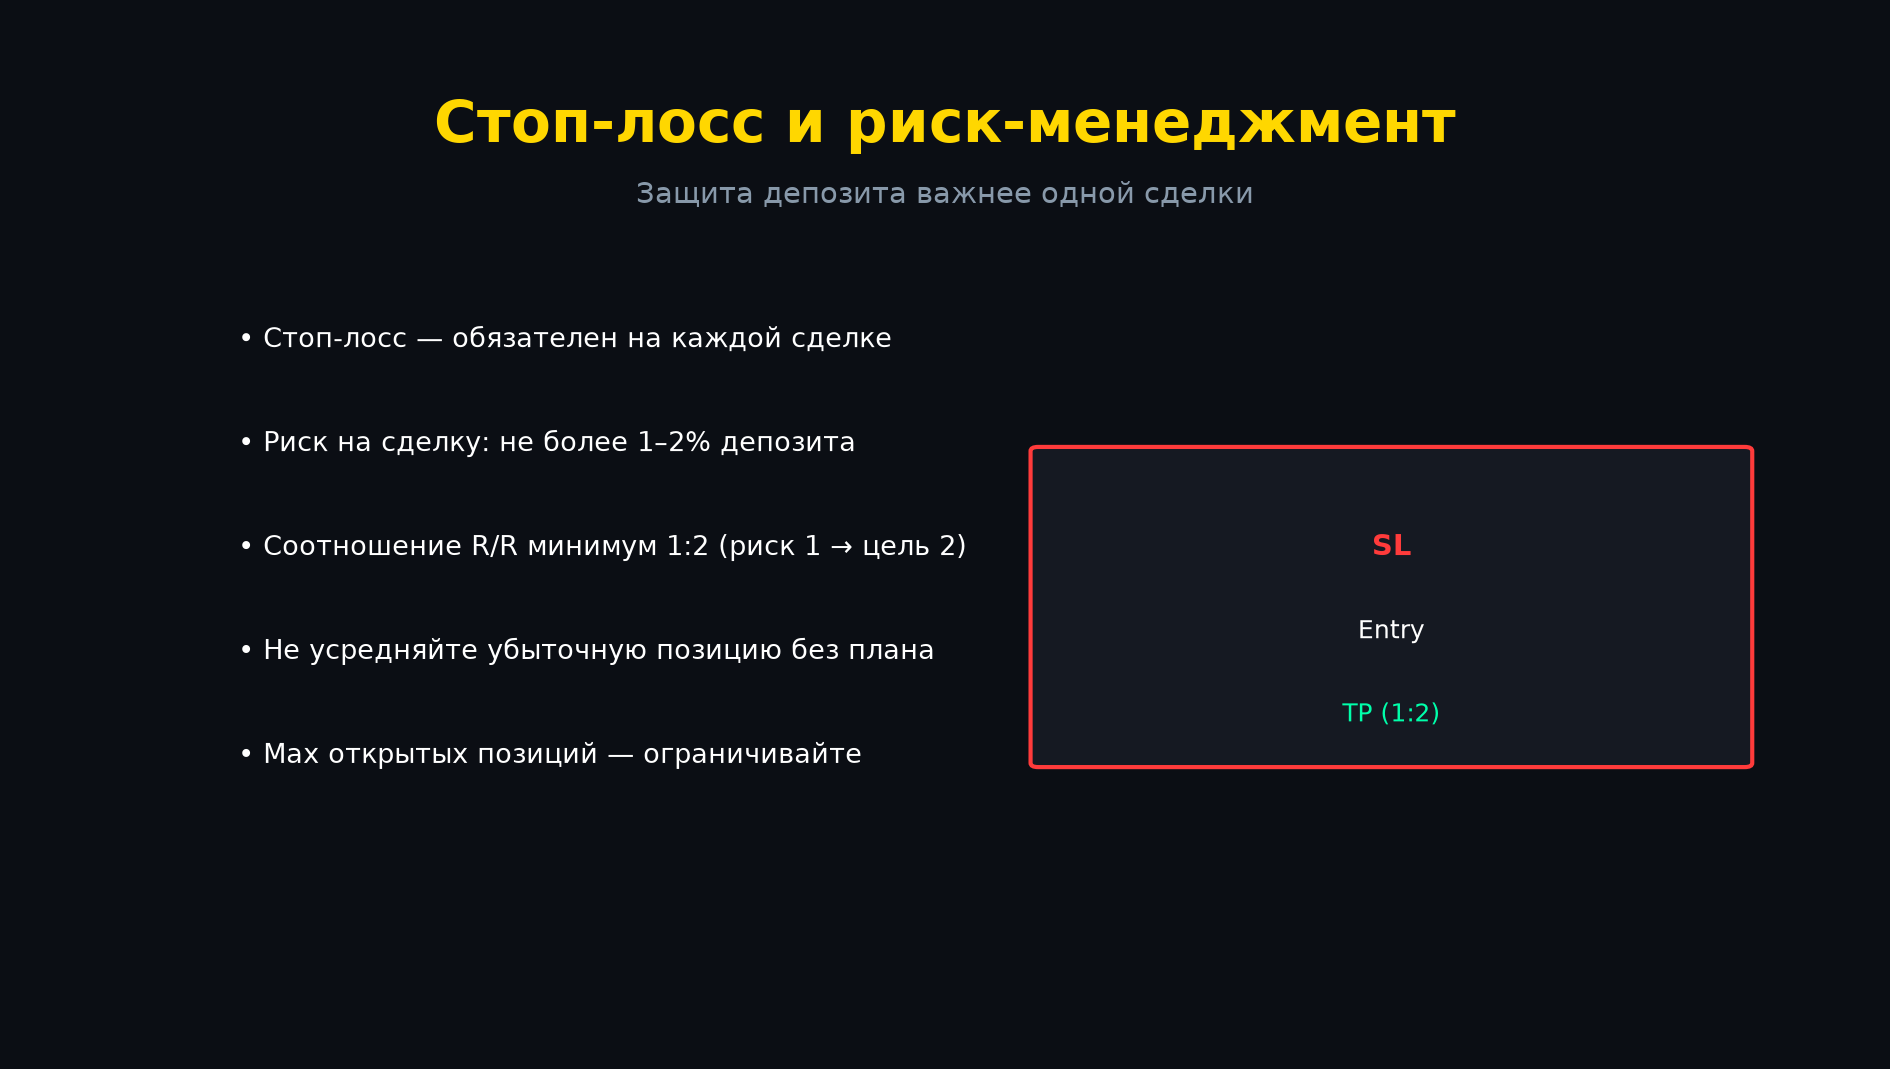 Стоп-лосс и риск-менеджмент
Защита депозита важнее одной сделки
• Стоп-лосс — обязателен на каждой сделке
• Риск на сделку: не более 1–2% депозита
• Соотношение R/R минимум 1:2 (риск 1 → цель 2)
• Не усредняйте убыточную позицию без плана
• Max открытых позиций — ограничивайте
SL
Entry
TP (1:2)